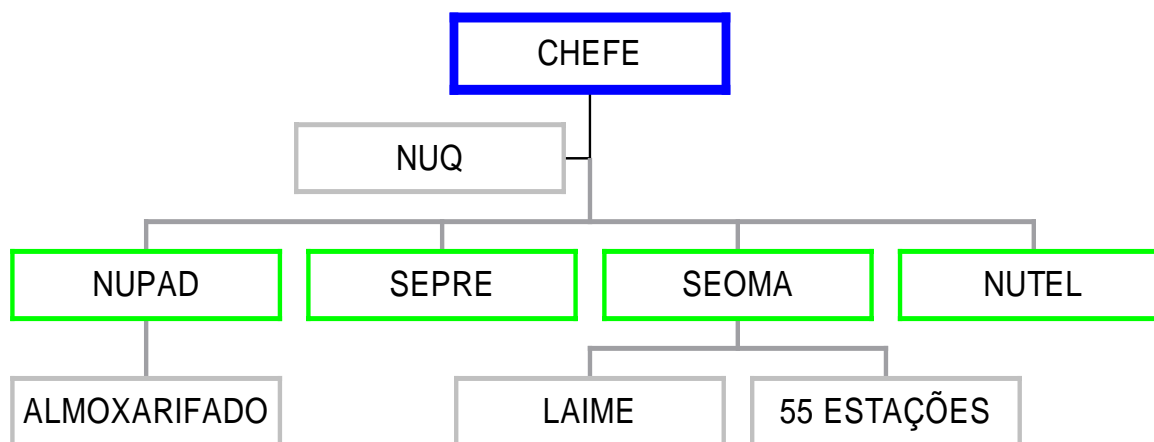 CHEFE
NUQ
NUPAD
SEPRE
SEOMA
NUTEL
ALMOXARIFADO
LAIME
55 ESTAÇÕES